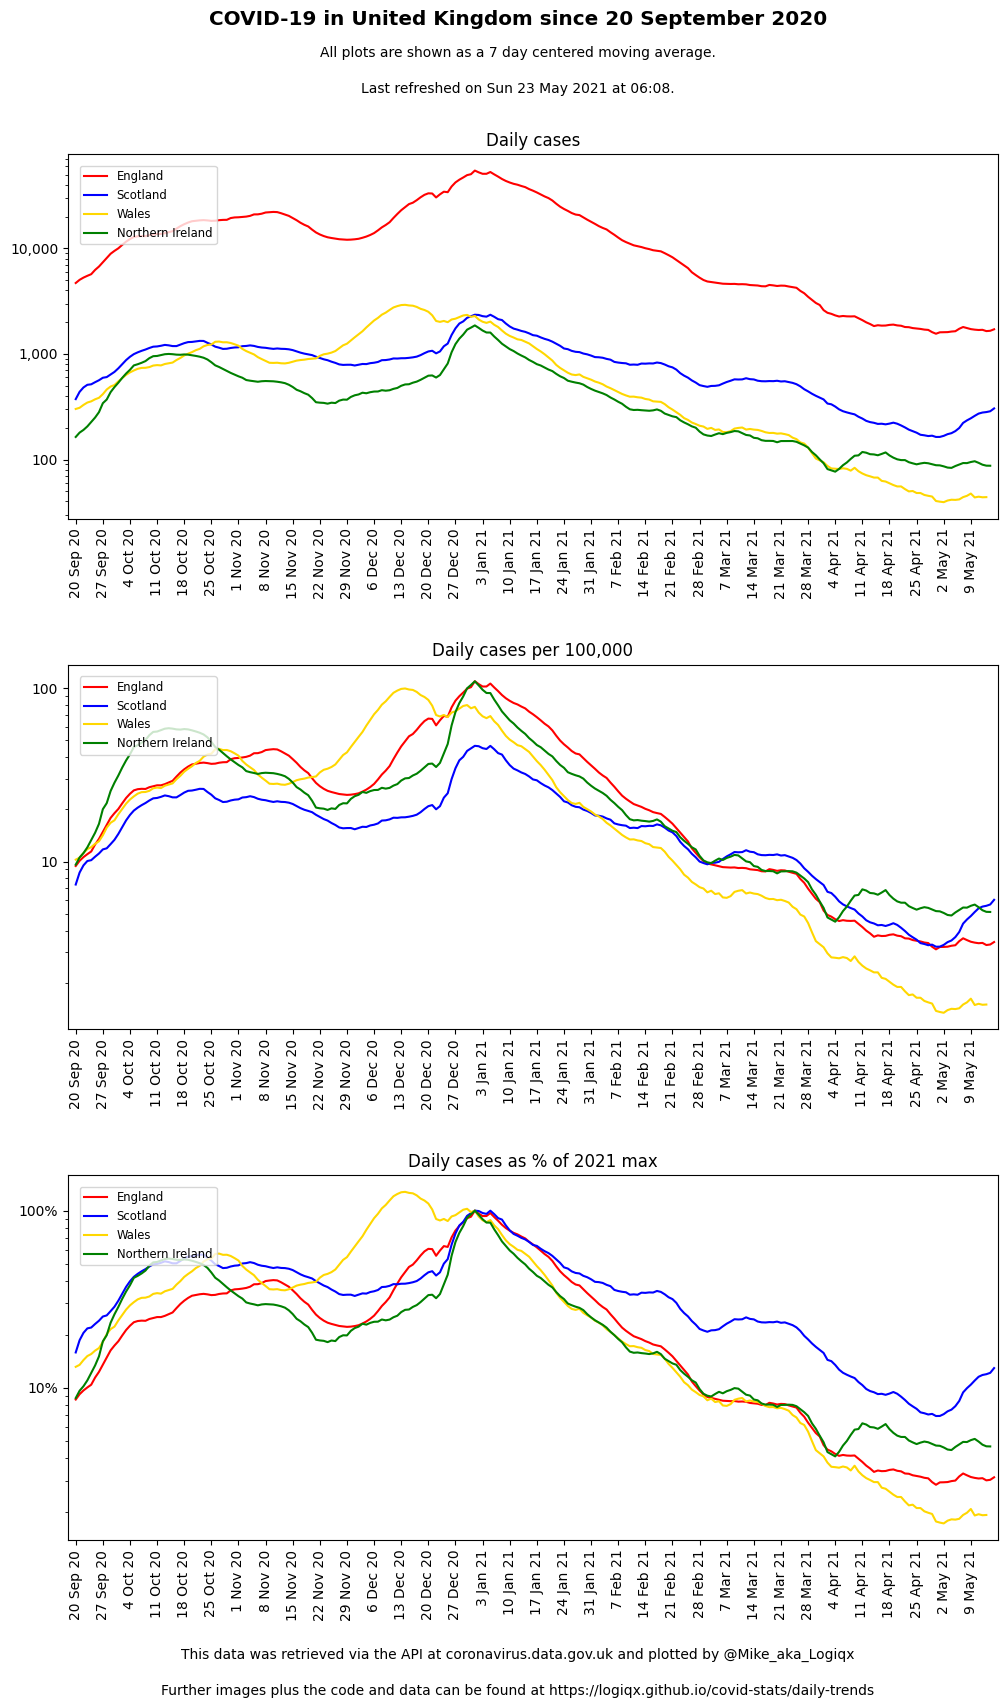 COVID-19 in United Kingdom since 20 September 2020
All plots are shown as a 7 day centered moving average.
Last refreshed on Sun 23 May 2021 at 06:08.
Daily cases
England
Scotland
Wales
Northern Ireland
10,000
1,000
100
20 Sep 20
27 Sep 20
4 Oct 20
11 Oct 20
18 Oct 20
25 Oct 20
1 Nov 20
8 Nov 20
15 Nov 20
22 Nov 20
29 Nov 20
6 Dec 20
13 Dec 20
20 Dec 20
27 Dec 20
3 Jan 21
10 Jan 21
17 Jan 21
24 Jan 21
31 Jan 21
7 Feb 21
14 Feb 21
21 Feb 21
28 Feb 21
7 Mar 21
14 Mar 21
21 Mar 21
28 Mar 21
4 Apr 21
11 Apr 21
18 Apr 21
25 Apr 21
2 May 21
9 May 21
Daily cases per 100,000
England
Scotland
Wales
Northern Ireland
100
10
20 Sep 20
27 Sep 20
4 Oct 20
11 Oct 20
18 Oct 20
25 Oct 20
1 Nov 20
8 Nov 20
15 Nov 20
22 Nov 20
29 Nov 20
6 Dec 20
13 Dec 20
20 Dec 20
27 Dec 20
3 Jan 21
10 Jan 21
17 Jan 21
24 Jan 21
31 Jan 21
7 Feb 21
14 Feb 21
21 Feb 21
28 Feb 21
7 Mar 21
14 Mar 21
21 Mar 21
28 Mar 21
4 Apr 21
11 Apr 21
18 Apr 21
25 Apr 21
2 May 21
9 May 21
Daily cases as % of 2021 max
England
Scotland
Wales
Northern Ireland
100%
10%
20 Sep 20
27 Sep 20
4 Oct 20
11 Oct 20
18 Oct 20
25 Oct 20
1 Nov 20
8 Nov 20
15 Nov 20
22 Nov 20
29 Nov 20
6 Dec 20
13 Dec 20
20 Dec 20
27 Dec 20
3 Jan 21
10 Jan 21
17 Jan 21
24 Jan 21
31 Jan 21
7 Feb 21
14 Feb 21
21 Feb 21
28 Feb 21
7 Mar 21
14 Mar 21
21 Mar 21
28 Mar 21
4 Apr 21
11 Apr 21
18 Apr 21
25 Apr 21
2 May 21
9 May 21
This data was retrieved via the API at coronavirus.data.gov.uk and plotted by @Mike_aka_Logiqx
Further images plus the code and data can be found at https://logiqx.github.io/covid-stats/daily-trends